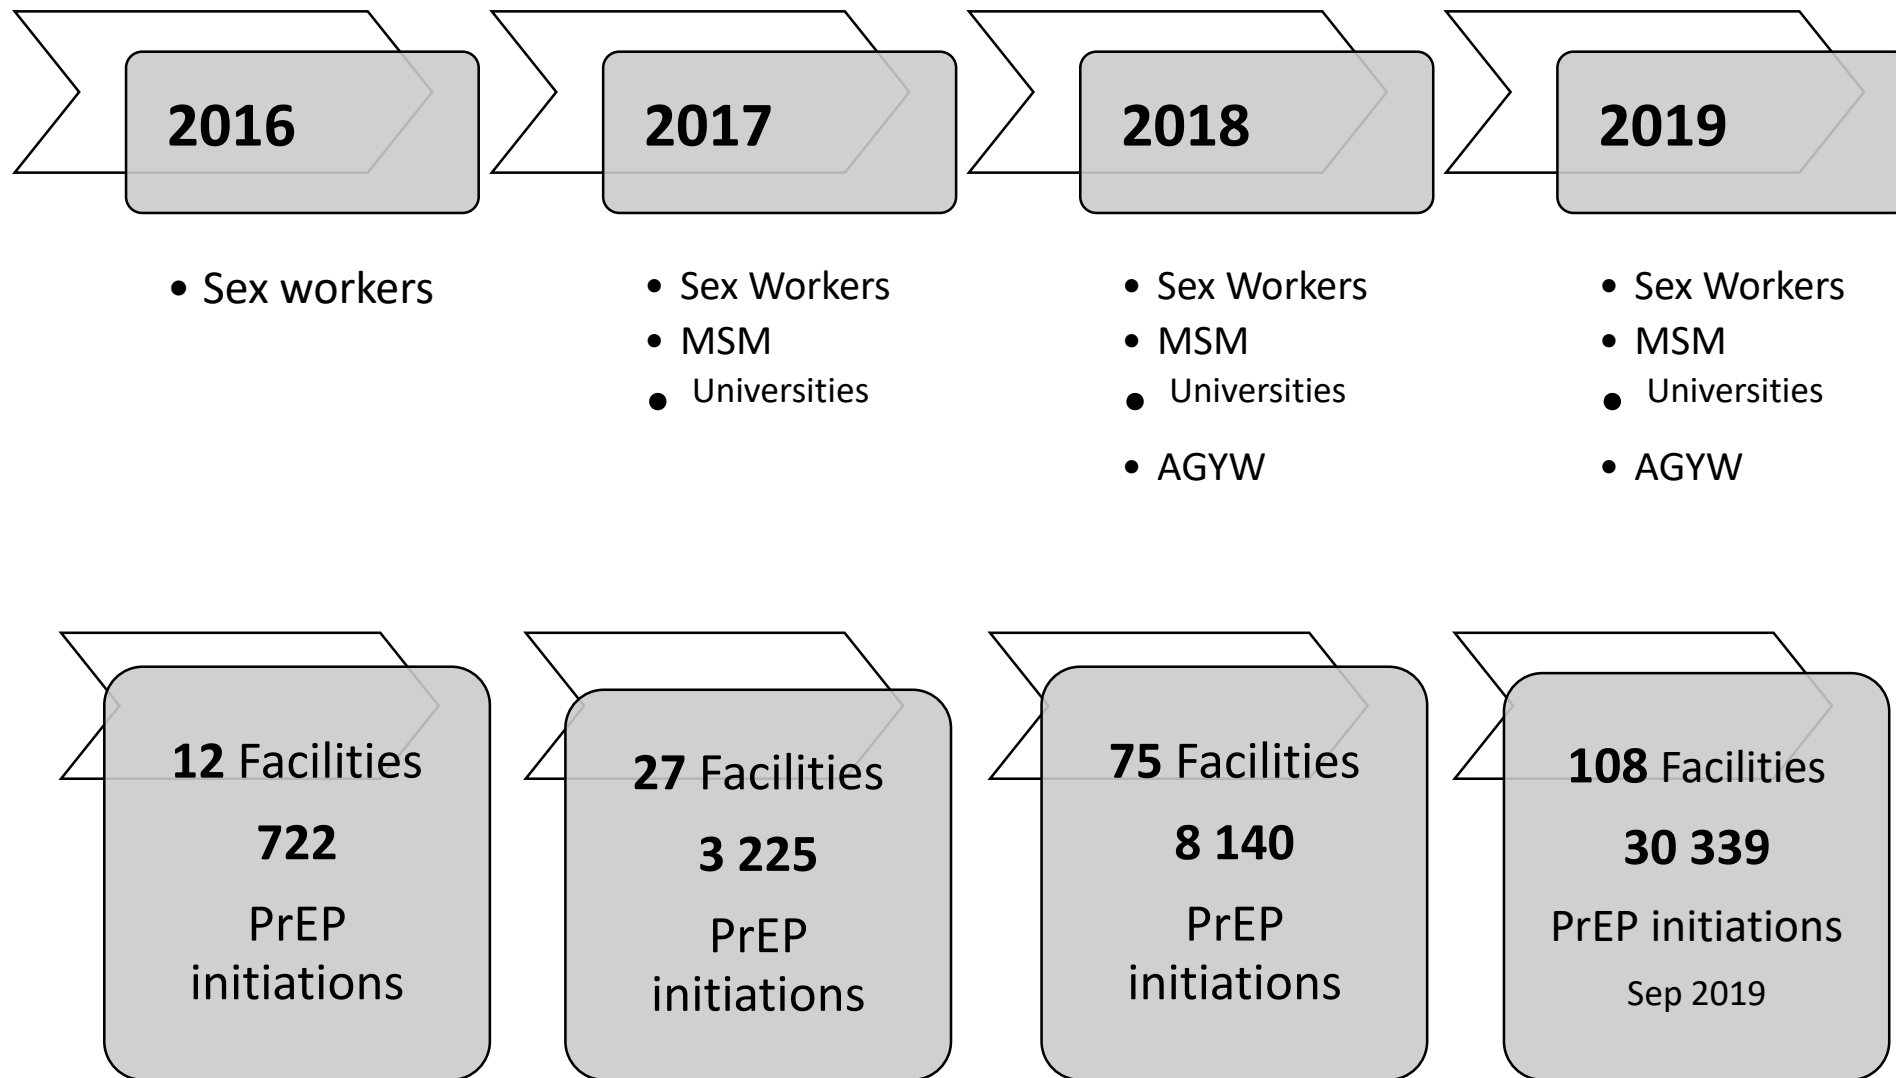 2016
• Sex workers
2017
• Sex Workers
• MSM
• Universities
2018
• Sex Workers
• MSM
• Universities
• AGYW
2019
• Sex Workers
• MSM
• Universities
• AGYW
12 Facilities
722
PrEP
initiations
27 Facilities
3 225
PrEP
initiations
75 Facilities
8 140
PrEP
initiations
108 Facilities
30 339
PrEP initiations
Sep 2019